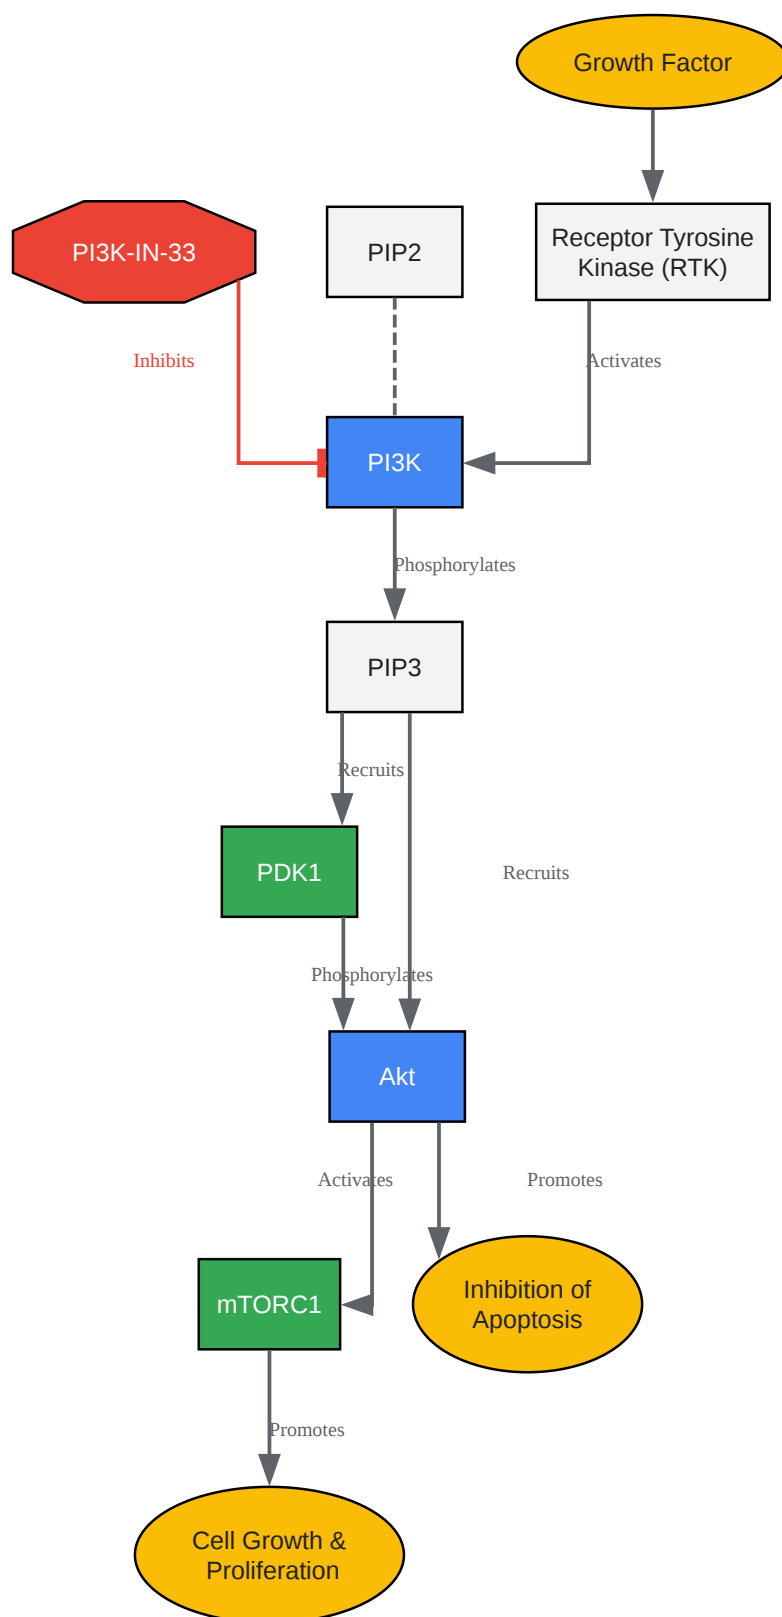 Growth Factor
PI3K-IN-33
PIP2
Receptor Tyrosine
Kinase (RTK)
Inhibits
Activates
PI3K
Phosphorylates
PIP3
Recruits
PDK1
Recruits
Phosphorylates
Akt
Activates
Promotes
mTORC1
Inhibition of
Apoptosis
Promotes
Cell Growth &
Proliferation